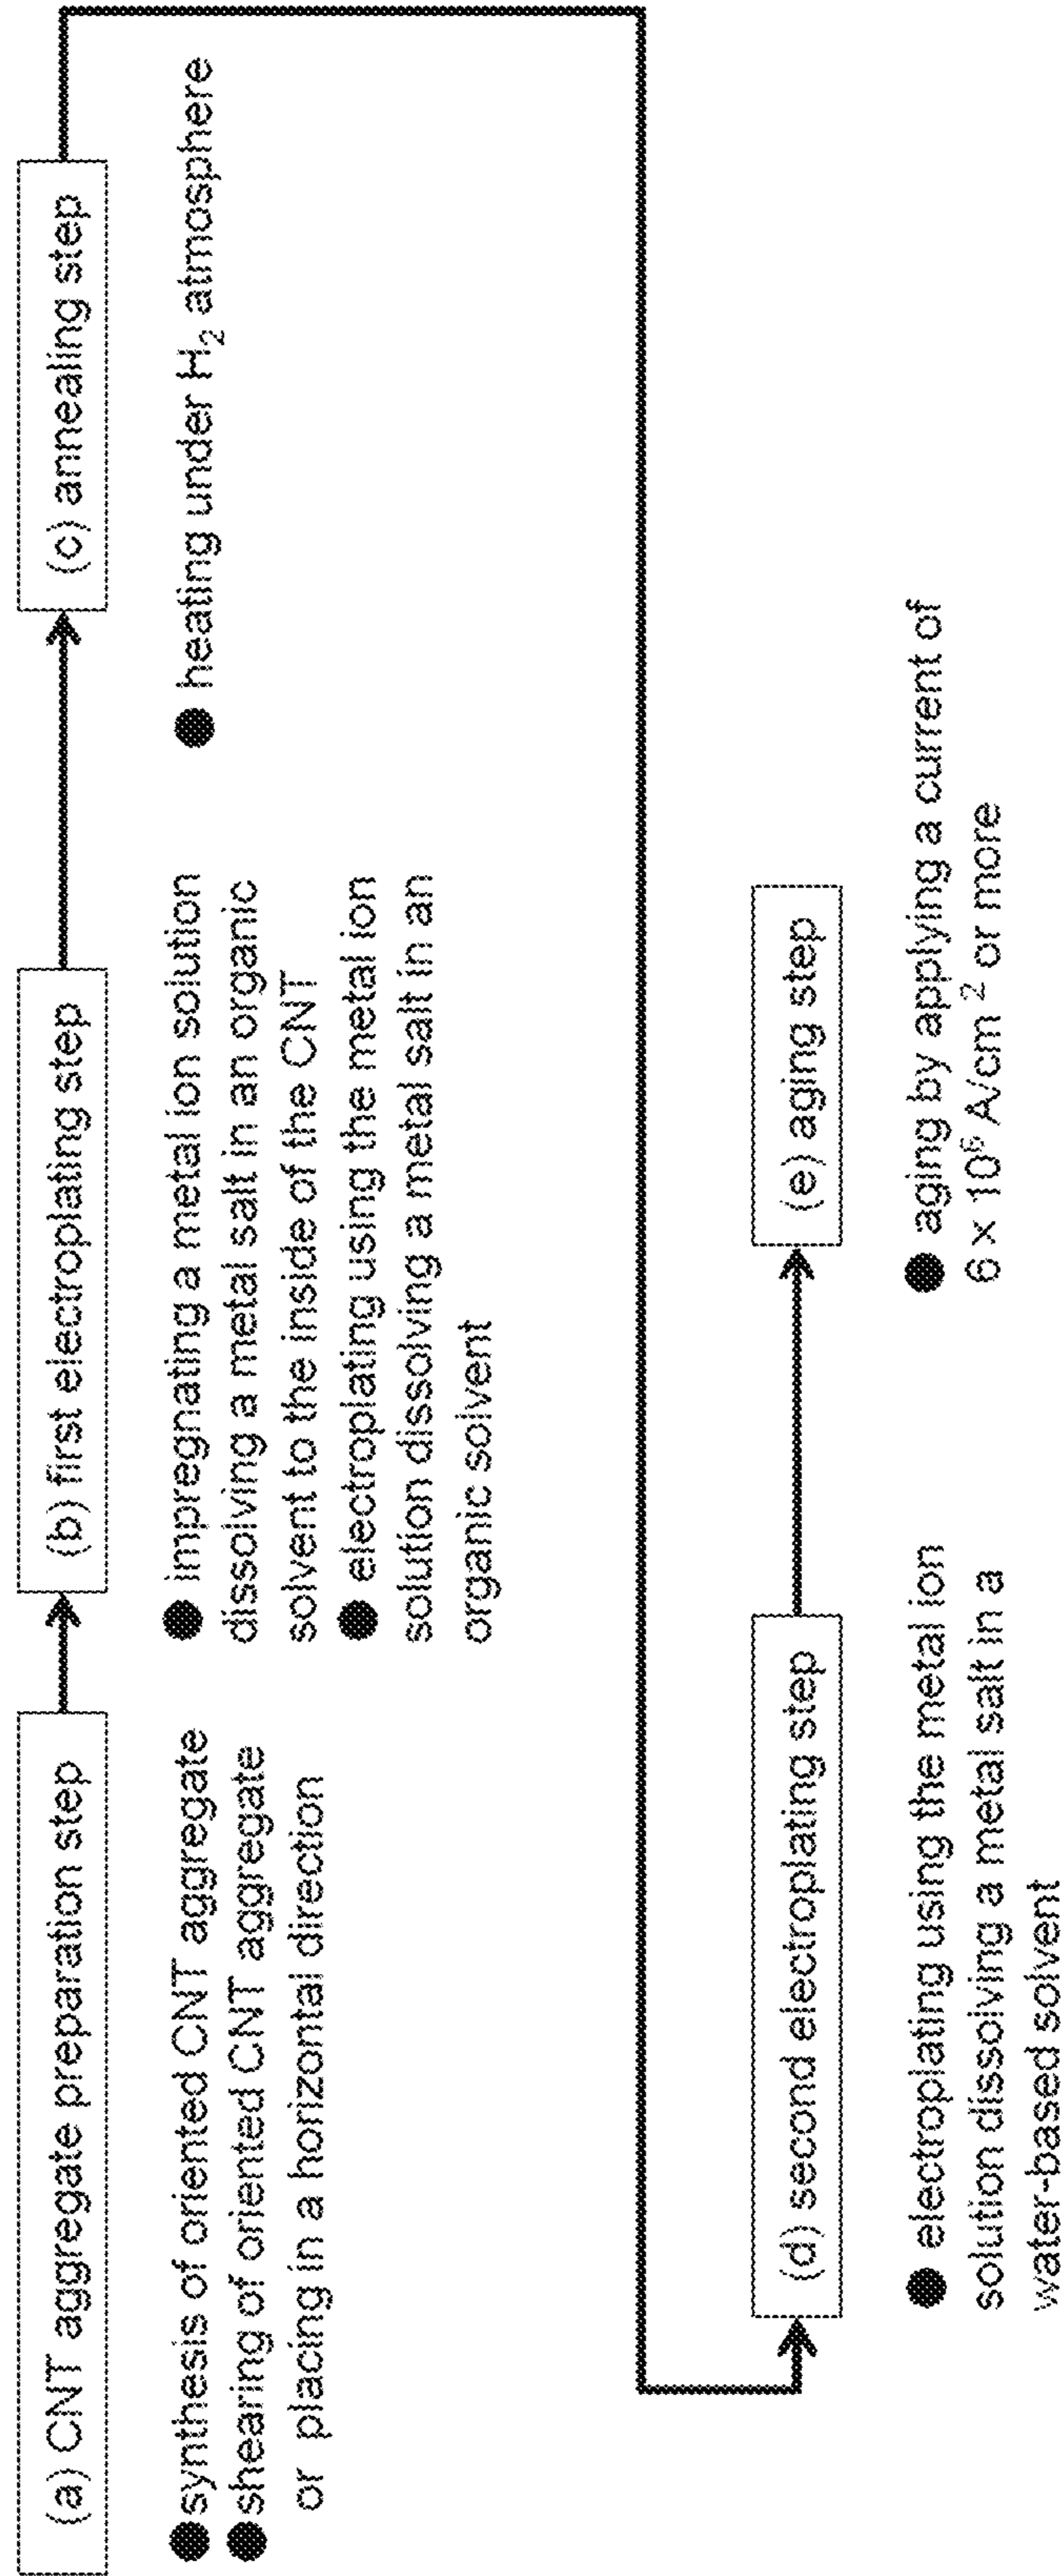 (a) CNT aggregate preparation step
● synthesis of oriented CNT aggregate
● shearing of oriented CNT aggregate
or placing in a horizontal direction
(b) first electroplating step
● impregnating a metal ion solution
dissolving a metal salt in an organic
solvent to the inside of the CNT
● electroplating using the metal ion
solution dissolving a metal salt in an
organic solvent
(c) annealing step
● heating under H₂ atmosphere
(d) second electroplating step
● electroplating using the metal ion
solution dissolving a metal salt in a
water-based solvent
(e) aging step
● aging by applying a current of
6 x 10⁶ A/cm ² or more